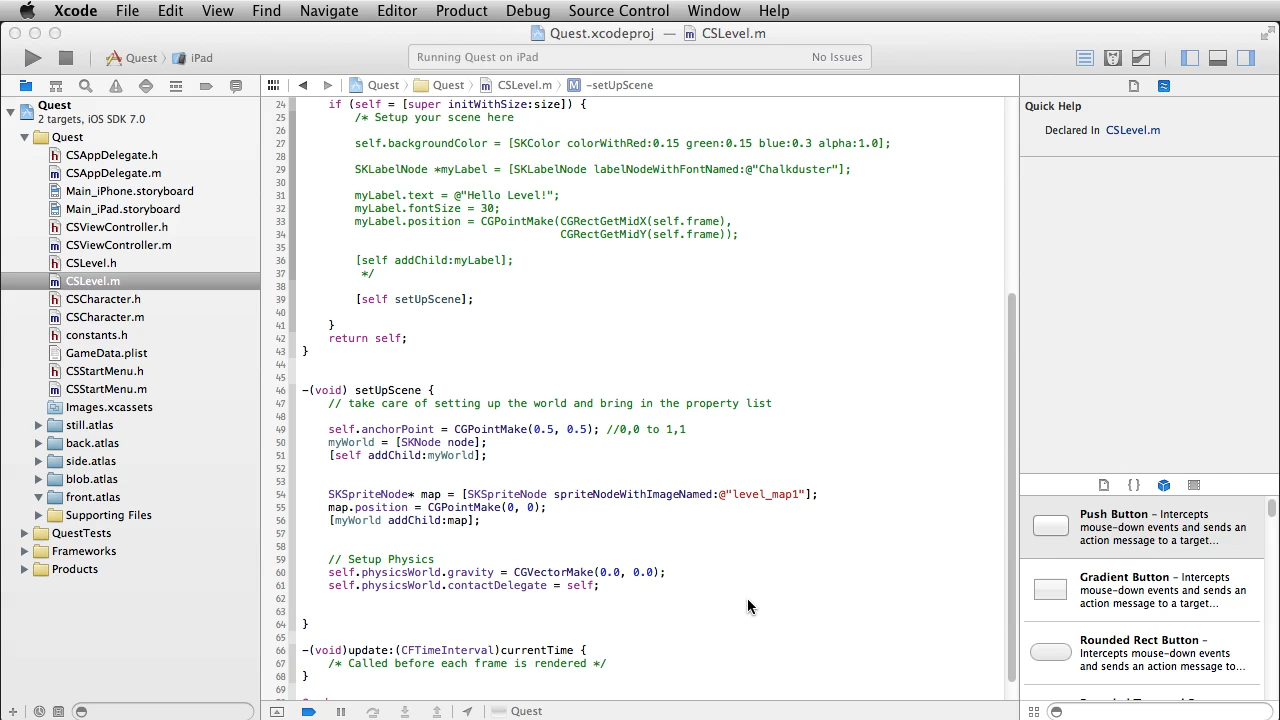 Xcode File Edit View Find Navigate Editor Product Debug Source Control Window Help
Quest.xcodeproj — CSLevel.m
Quest iPad
Running Quest on iPad No Issues
Quest Quest CSLevel.m -setUpScene
Quest
2 targets, iOS SDK 7.0
Quest
CSAppDelegate.h
CSAppDelegate.m
Main_iPhone.storyboard
Main_iPad.storyboard
CSViewController.h
CSViewController.m
CSLevel.h
CSLevel.m
CSCharacter.h
CSCharacter.m
constants.h
GameData.plist
CSStartMenu.h
CSStartMenu.m
Images.xcassets
still.atlas
back.atlas
side.atlas
blob.atlas
front.atlas
Supporting Files
QuestTests
Frameworks
Products
24 if (self = [super initWithSize:size]) {
25 /* Setup your scene here
26
27 self.backgroundColor = [SKColor colorWithRed:0.15 green:0.15 blue:0.3 alpha:1.0];
28
29 SKLabelNode *myLabel = [SKLabelNode labelNodeWithFontNamed:@"Chalkduster"];
30
31 myLabel.text = @"Hello Level!";
32 myLabel.fontSize = 30;
33 myLabel.position = CGPointMake(CGRectGetMidX(self.frame),
34 CGRectGetMidY(self.frame));
35
36 [self addChild:myLabel];
37 */
38
39 [self setUpScene];
40
41 }
42 return self;
43 }
44
45
46 -(void) setUpScene {
47 // take care of setting up the world and bring in the property list
48
49 self.anchorPoint = CGPointMake(0.5, 0.5); //0,0 to 1,1
50 myWorld = [SKNode node];
51 [self addChild:myWorld];
52
53
54 SKSpriteNode* map = [SKSpriteNode spriteNodeWithImageNamed:@"level_map1"];
55 map.position = CGPointMake(0, 0);
56 [myWorld addChild:map];
57
58
59 // Setup Physics
60 self.physicsWorld.gravity = CGVectorMake(0.0, 0.0);
61 self.physicsWorld.contactDelegate = self;
62
63
64 }
65
66 -(void)update:(CFTimeInterval)currentTime {
67 /* Called before each frame is rendered */
68 }
69
Quest
Quick Help
Declared In CSLevel.m
Push Button – Intercepts
mouse-down events and sends an
action message to a target...
Gradient Button – Intercepts
mouse-down events and sends an
action message to a target...
Rounded Rect Button –
Intercepts mouse-down events
and sends an action message to...